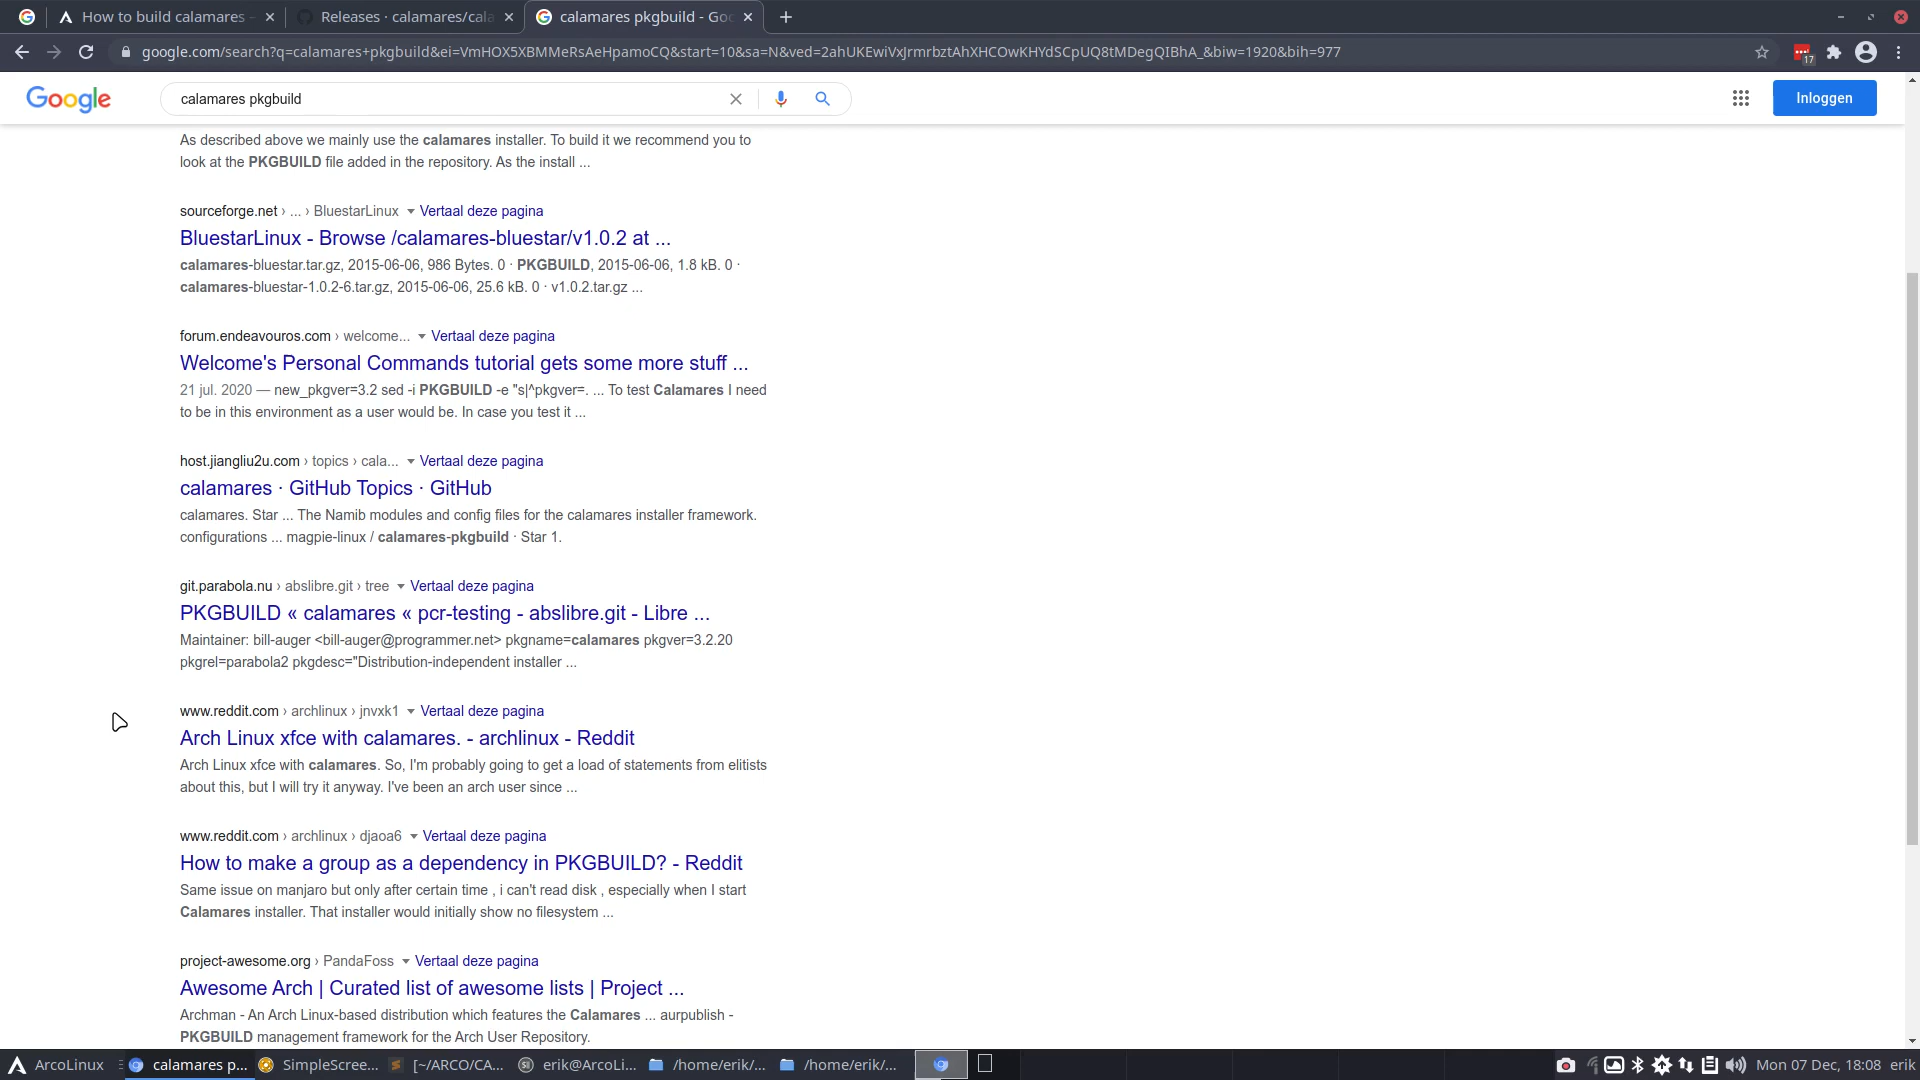 How to build calamares -
Releases · calamares/cala
calamares pkgbuild - Goo
google.com/search?q=calamares+pkgbuild&ei=VmHOX5XBMMeRsAeHpamoCQ&start=10&sa=N&ved=2ahUKEwiVxJrmrbztAhXHCOwKHYdSCpUQ8tMDegQIBhA_&biw=1920&bih=977
17
Google
calamares pkgbuild
Inloggen
As described above we mainly use the calamares installer. To build it we recommend you to
look at the PKGBUILD file added in the repository. As the install ...
sourceforge.net › ... › BluestarLinux Vertaal deze pagina
BluestarLinux - Browse /calamares-bluestar/v1.0.2 at ...
calamares-bluestar.tar.gz, 2015-06-06, 986 Bytes. 0 · PKGBUILD, 2015-06-06, 1.8 kB. 0 ·
calamares-bluestar-1.0.2-6.tar.gz, 2015-06-06, 25.6 kB. 0 · v1.0.2.tar.gz ...
forum.endeavouros.com › welcome... Vertaal deze pagina
Welcome's Personal Commands tutorial gets some more stuff ...
21 jul. 2020 — new_pkgver=3.2 sed -i PKGBUILD -e "s|^pkgver=. ... To test Calamares I need
to be in this environment as a user would be. In case you test it ...
host.jiangliu2u.com › topics › cala... Vertaal deze pagina
calamares · GitHub Topics · GitHub
calamares. Star ... The Namib modules and config files for the calamares installer framework.
configurations ... magpie-linux / calamares-pkgbuild · Star 1.
git.parabola.nu › abslibre.git › tree Vertaal deze pagina
PKGBUILD « calamares « pcr-testing - abslibre.git - Libre ...
Maintainer: bill-auger <bill-auger@programmer.net> pkgname=calamares pkgver=3.2.20
pkgrel=parabola2 pkgdesc="Distribution-independent installer ...
www.reddit.com › archlinux › jnvxk1 Vertaal deze pagina
Arch Linux xfce with calamares. - archlinux - Reddit
Arch Linux xfce with calamares. So, I'm probably going to get a load of statements from elitists
about this, but I will try it anyway. I've been an arch user since ...
www.reddit.com › archlinux › djaoa6 Vertaal deze pagina
How to make a group as a dependency in PKGBUILD? - Reddit
Same issue on manjaro but only after certain time , i can't read disk , especially when I start
Calamares installer. That installer would initially show no filesystem ...
project-awesome.org › PandaFoss Vertaal deze pagina
Awesome Arch | Curated list of awesome lists | Project ...
Archman - An Arch Linux-based distribution which features the Calamares ... aurpublish -
PKGBUILD management framework for the Arch User Repository.
ArcoLinux
calamares p...
SimpleScree...
[~/ARCO/CA...
erik@ArcoLi...
/home/erik/...
/home/erik/...
Mon 07 Dec, 18:08
erik